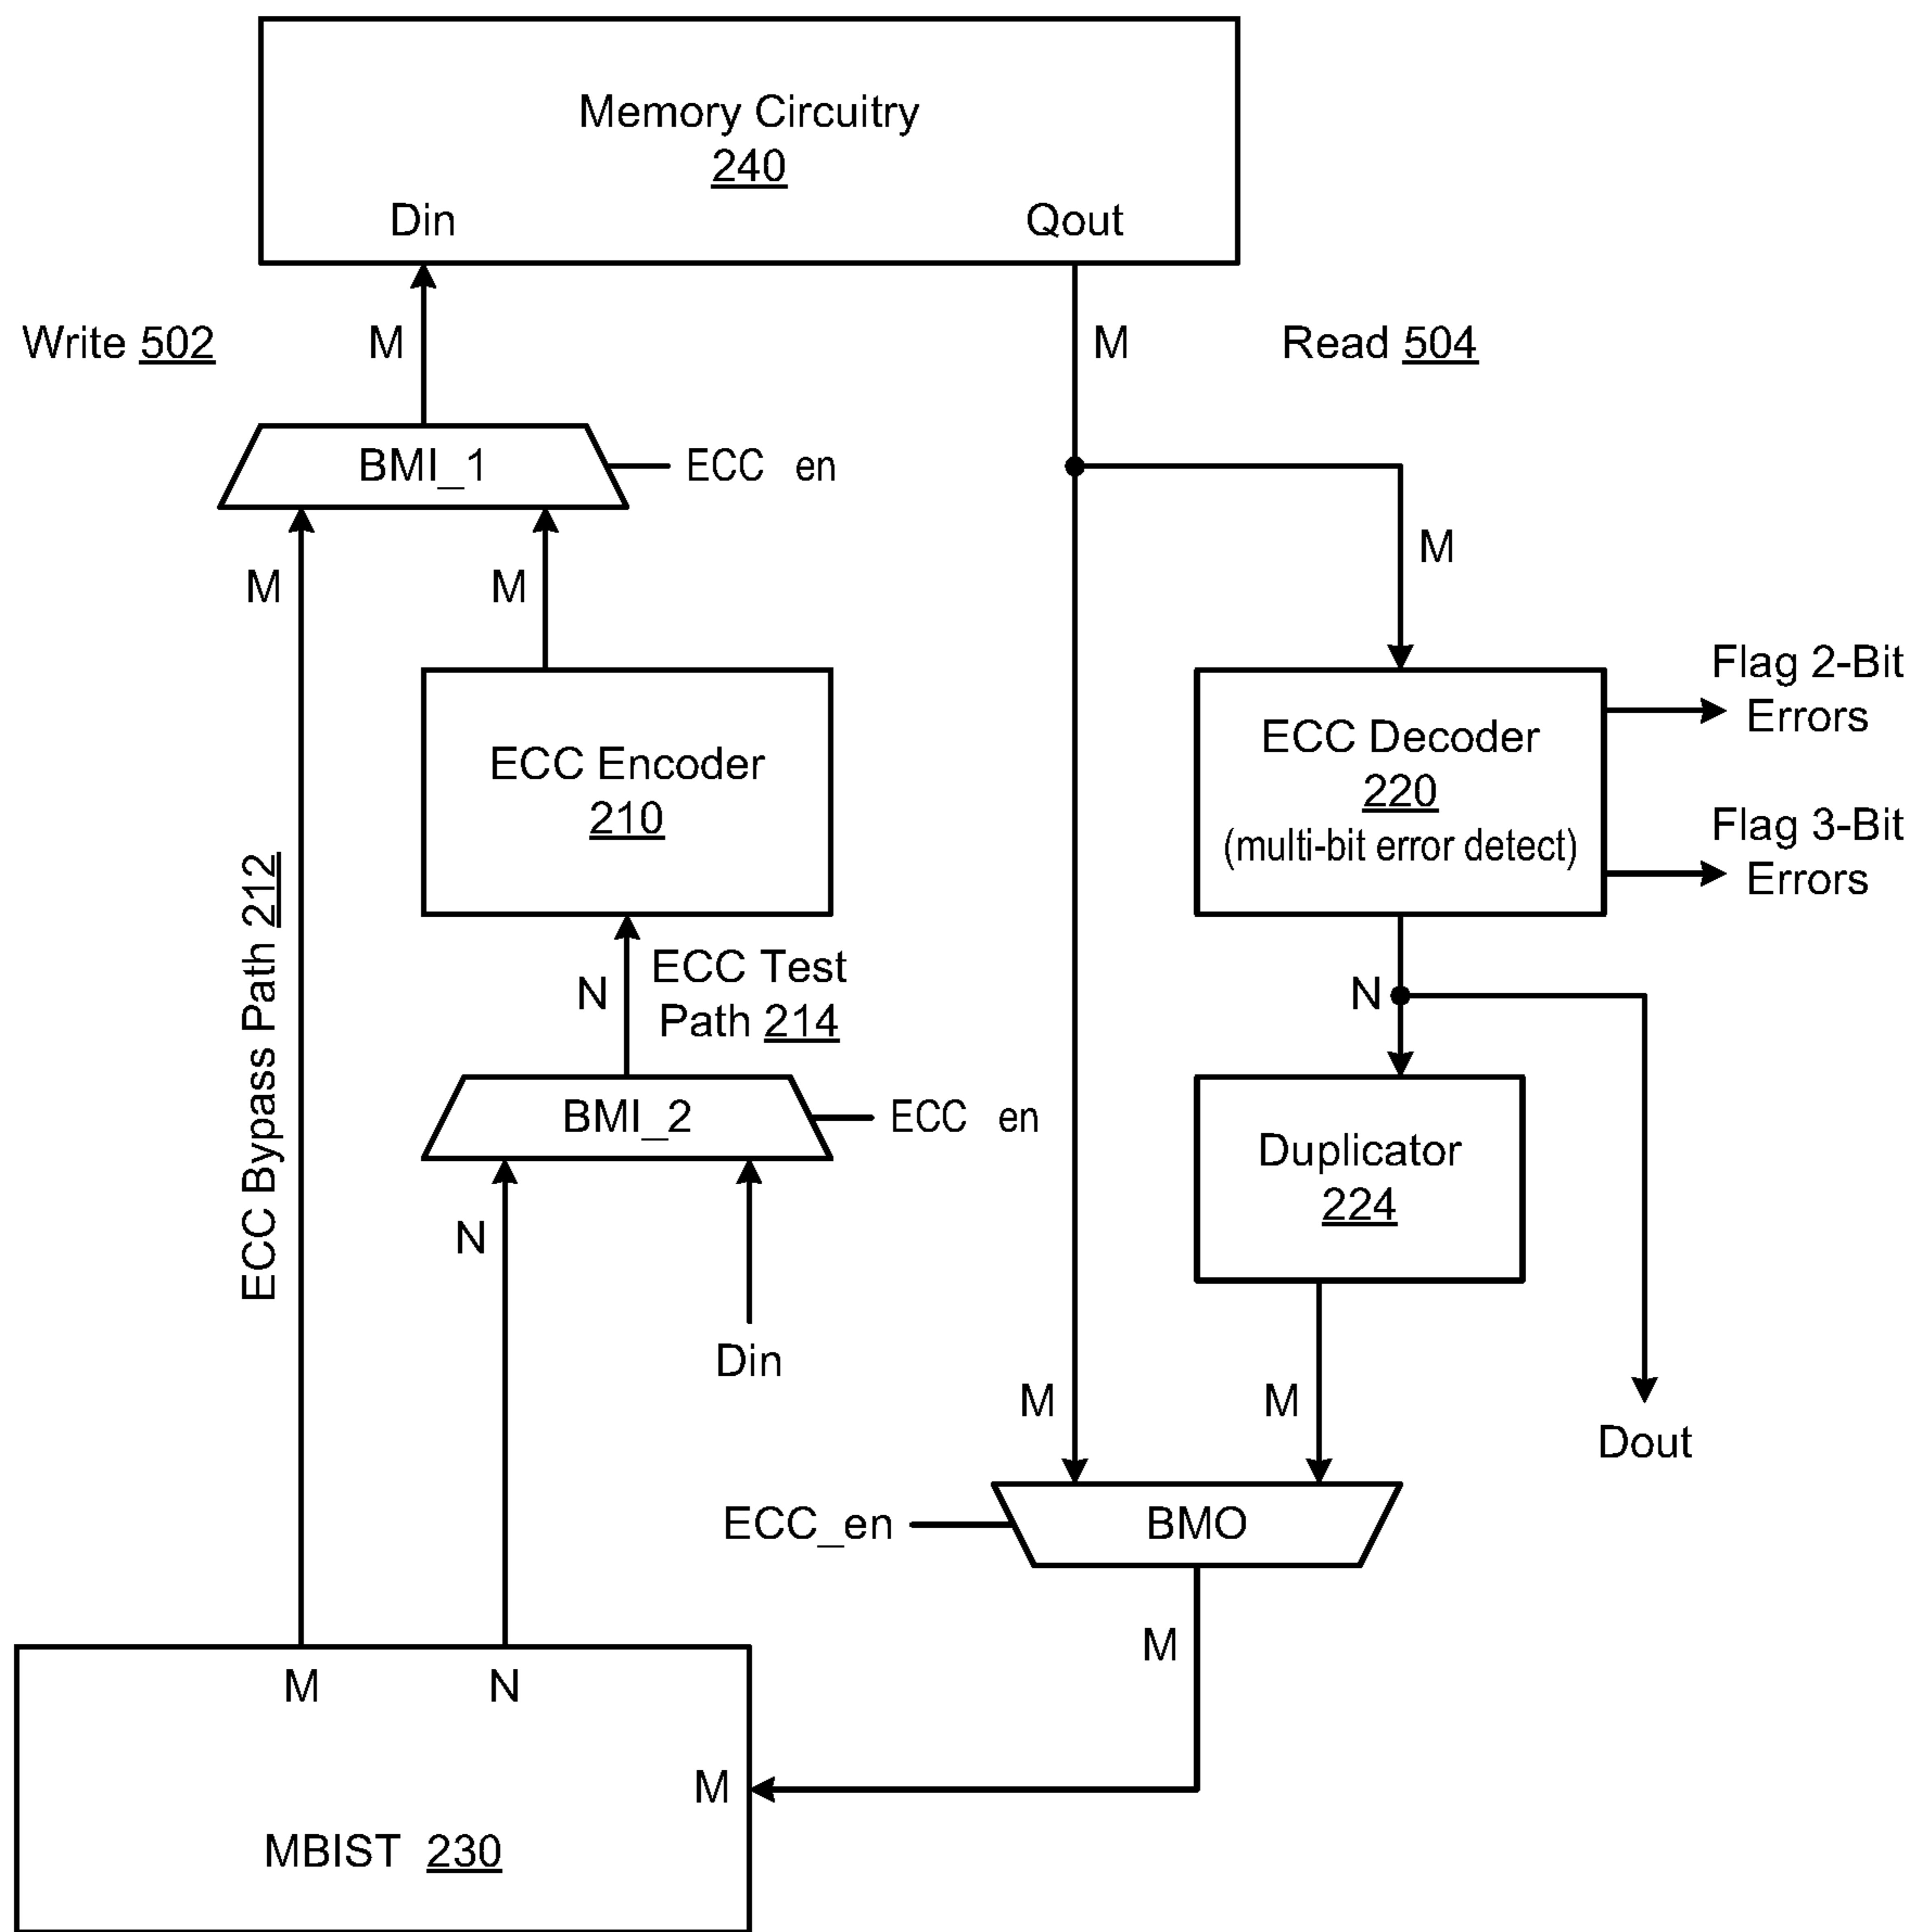 Memory Circuitry
240
Din
Qout
Write 502
M
M
Read 504
BMI_1
ECC en
M
M
M
ECC Encoder
210
ECC Decoder
220
(multi-bit error detect)
Flag 2-Bit
Errors
Flag 3-Bit
Errors
ECC Bypass Path 212
N
ECC Test
Path 214
N
BMI_2
ECC en
Duplicator
224
N
Din
M
M
Dout
ECC_en
BMO
M
M
N
M
MBIST 230